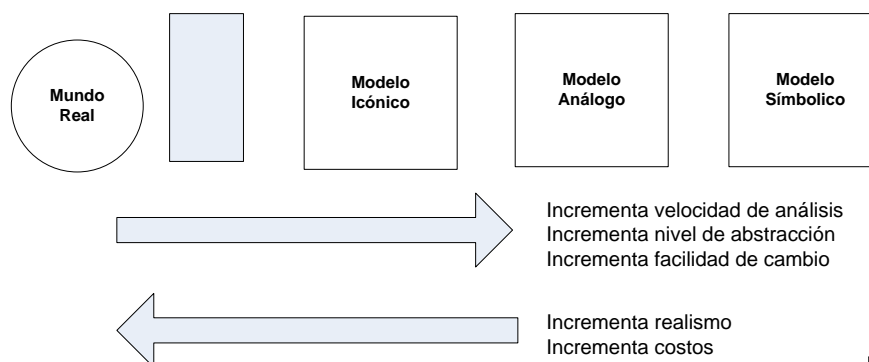 Mundo
Real
Modelo
Icónico
Modelo
Análogo
Modelo
Símbolico
Incrementa velocidad de análisis
Incrementa nivel de abstracción
Incrementa facilidad de cambio
Incrementa realismo
Incrementa costos